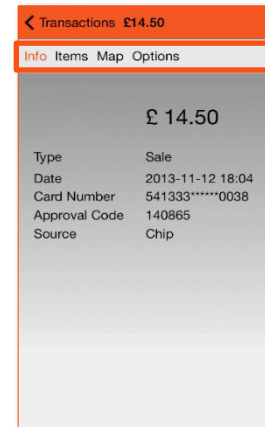 Transactions £14.50
Info Items Map Options
£ 14.50
Type Sale
Date 2013-11-12 18:04
Card Number 541333******0038
Approval Code 140865
Source Chip